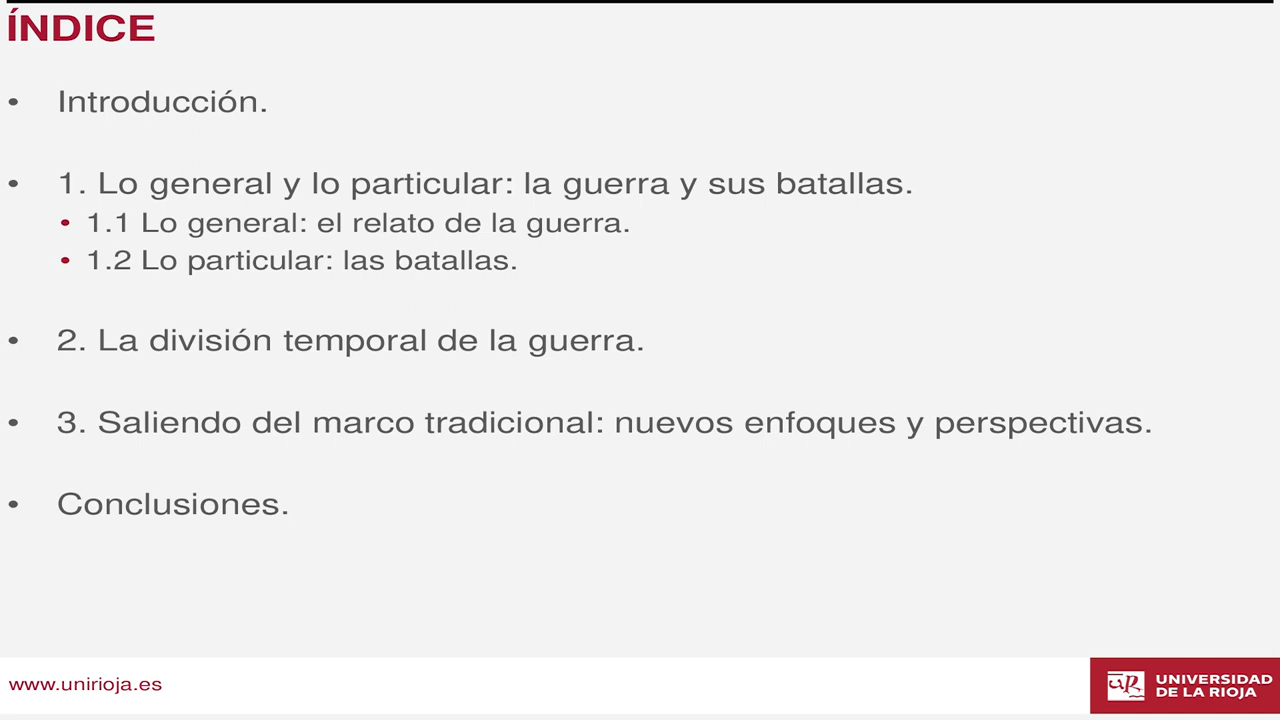 ÍNDICE
• Introducción.
• 1. Lo general y lo particular: la guerra y sus batallas.
• 1.1 Lo general: el relato de la guerra.
• 1.2 Lo particular: las batallas.
• 2. La división temporal de la guerra.
• 3. Saliendo del marco tradicional: nuevos enfoques y perspectivas.
• Conclusiones.
www.unirioja.es
UNIVERSIDAD
DE LA RIOJA